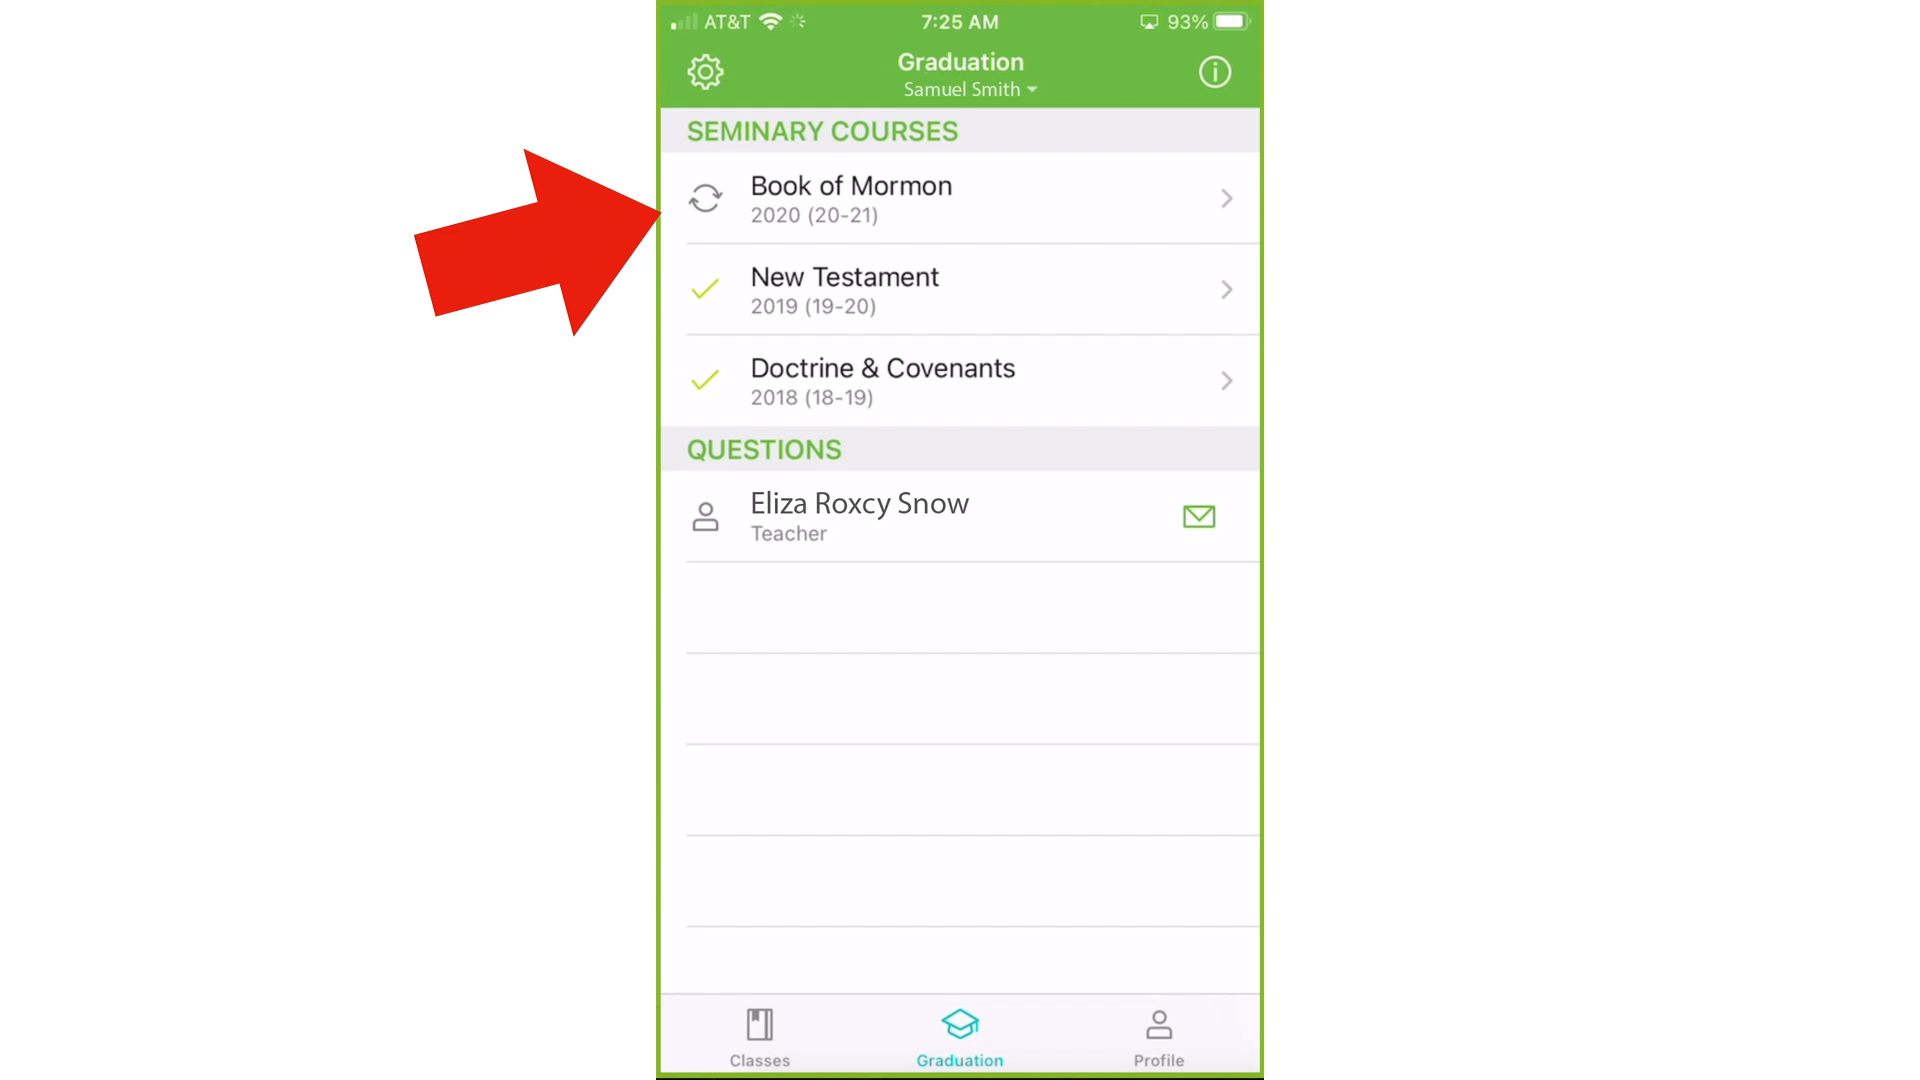 AT&T 7:25 AM 93%
Graduation
Samuel Smith
SEMINARY COURSES
Book of Mormon
2020 (20-21)
New Testament
2019 (19-20)
Doctrine & Covenants
2018 (18-19)
QUESTIONS
Eliza Roxcy Snow
Teacher
Classes Graduation Profile